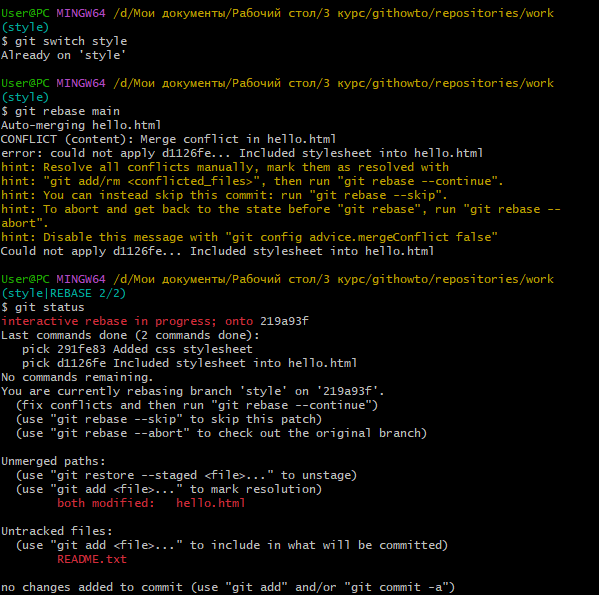 User@PC MINGW64 /d/Мои документы/Рабочий стол/3 курс/githowto/repositories/work
(style)
$ git switch style
Already on 'style'
User@PC MINGW64 /d/Мои документы/Рабочий стол/3 курс/githowto/repositories/work
(style)
$ git rebase main
Auto-merging hello.html
CONFLICT (content): Merge conflict in hello.html
error: could not apply d1126fe... Included stylesheet into hello.html
hint: Resolve all conflicts manually, mark them as resolved with
hint: "git add/rm <conflicted_files>", then run "git rebase --continue".
hint: You can instead skip this commit: run "git rebase --skip".
hint: To abort and get back to the state before "git rebase", run "git rebase --
abort".
hint: Disable this message with "git config advice.mergeConflict false"
Could not apply d1126fe... Included stylesheet into hello.html
User@PC MINGW64 /d/Мои документы/Рабочий стол/3 курс/githowto/repositories/work
(style|REBASE 2/2)
$ git status
interactive rebase in progress; onto 219a93f
Last commands done (2 commands done):
   pick 291fe83 Added css stylesheet
   pick d1126fe Included stylesheet into hello.html
No commands remaining.
You are currently rebasing branch 'style' on '219a93f'.
  (fix conflicts and then run "git rebase --continue")
  (use "git rebase --skip" to skip this patch)
  (use "git rebase --abort" to check out the original branch)
Unmerged paths:
  (use "git restore --staged <file>..." to unstage)
  (use "git add <file>..." to mark resolution)
        both modified:   hello.html
Untracked files:
  (use "git add <file>..." to include in what will be committed)
        README.txt
no changes added to commit (use "git add" and/or "git commit -a")